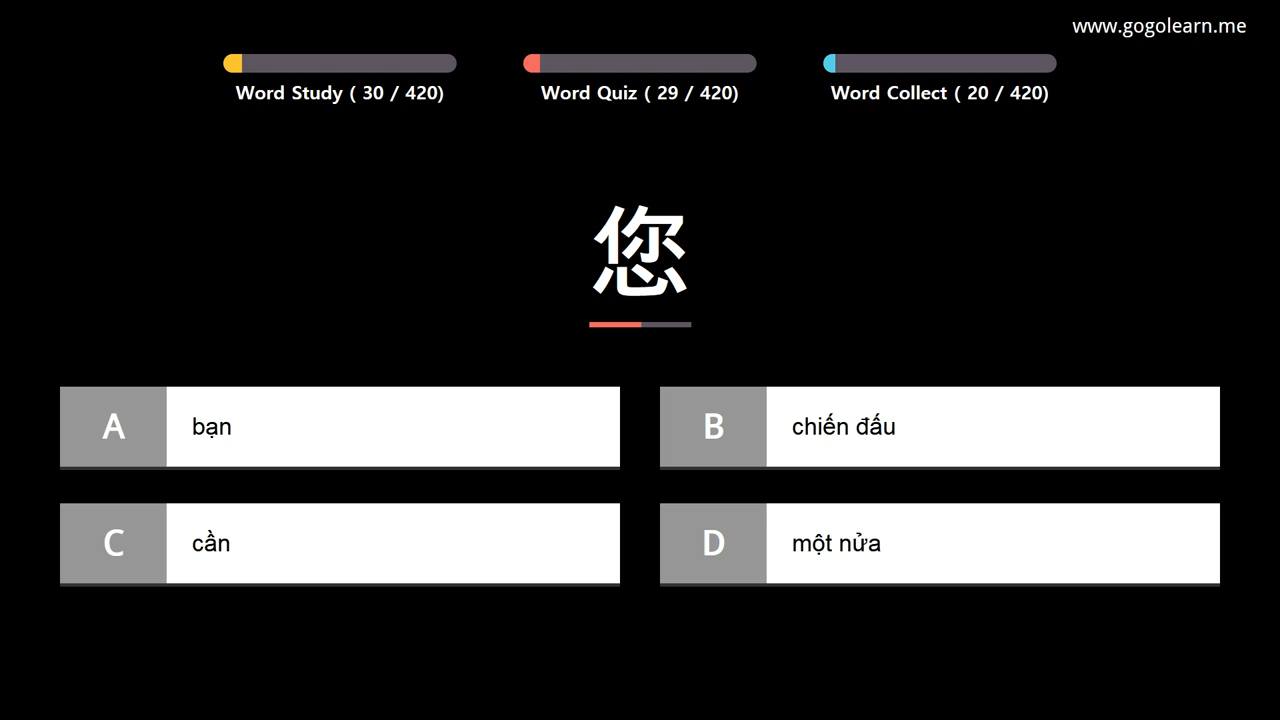 www.gogolearn.me
Word Study ( 30 / 420)
Word Quiz ( 29 / 420)
Word Collect ( 20 / 420)
您
A bạn
B chiến đấu
C cần
D một nửa